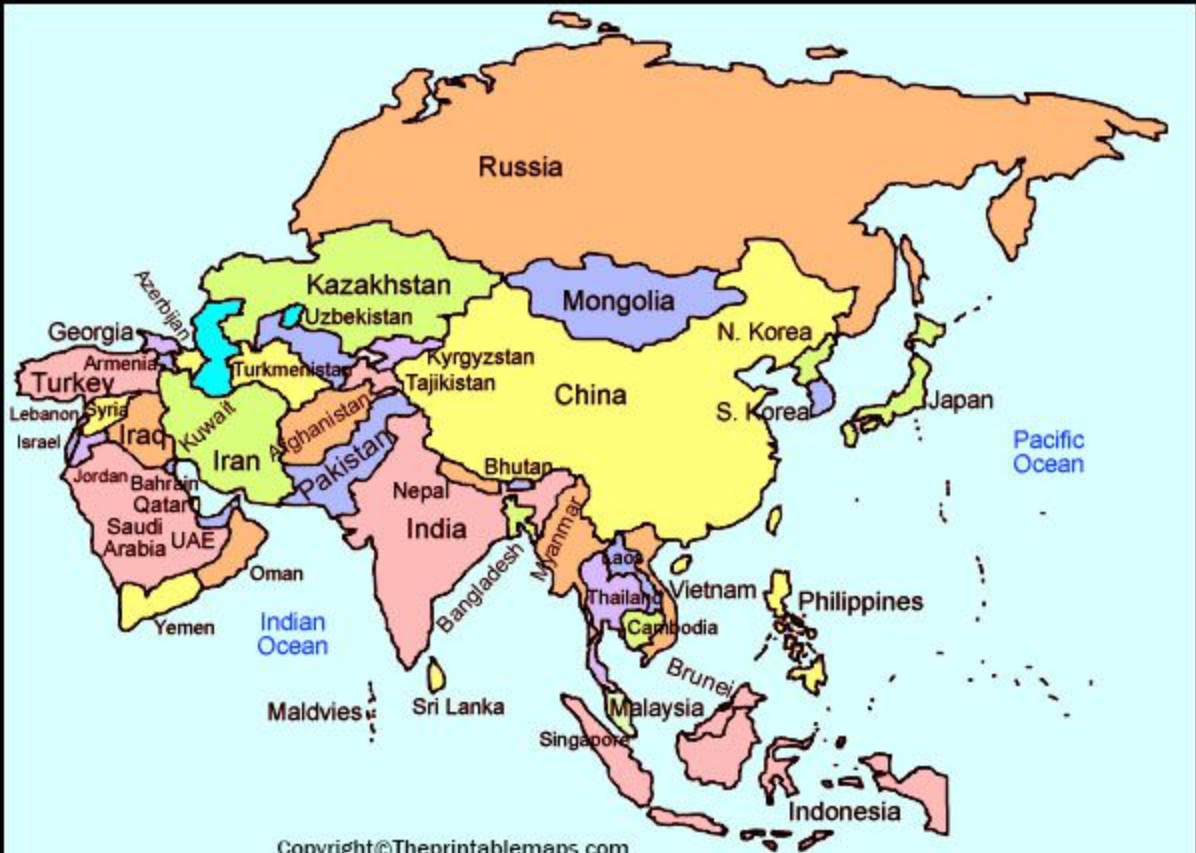 Russia
Kazakhstan
Mongolia
Azerbijan
Uzbekistan
Georgia
N. Korea
Armenia
Kyrgyzstan
Turkmenistan
Turkey
Tajikistan
China
Japan
Lebanon
Syria
S. Korea
Kuwait
Afghanistan
Israel
Iraq
Pacific
Ocean
Iran
Pakistan
Bhutan
Jordan
Bahrain
Nepal
Qatar
Saudi
Arabia
UAE
India
Myanmar
Laos
Oman
Bangladesh
Thailand
Vietnam
Philippines
Yemen
Indian
Ocean
Cambodia
Brunei
Maldvies
Sri Lanka
Malaysia
Singapore
Indonesia
Copyright©Theprintablemaps.com